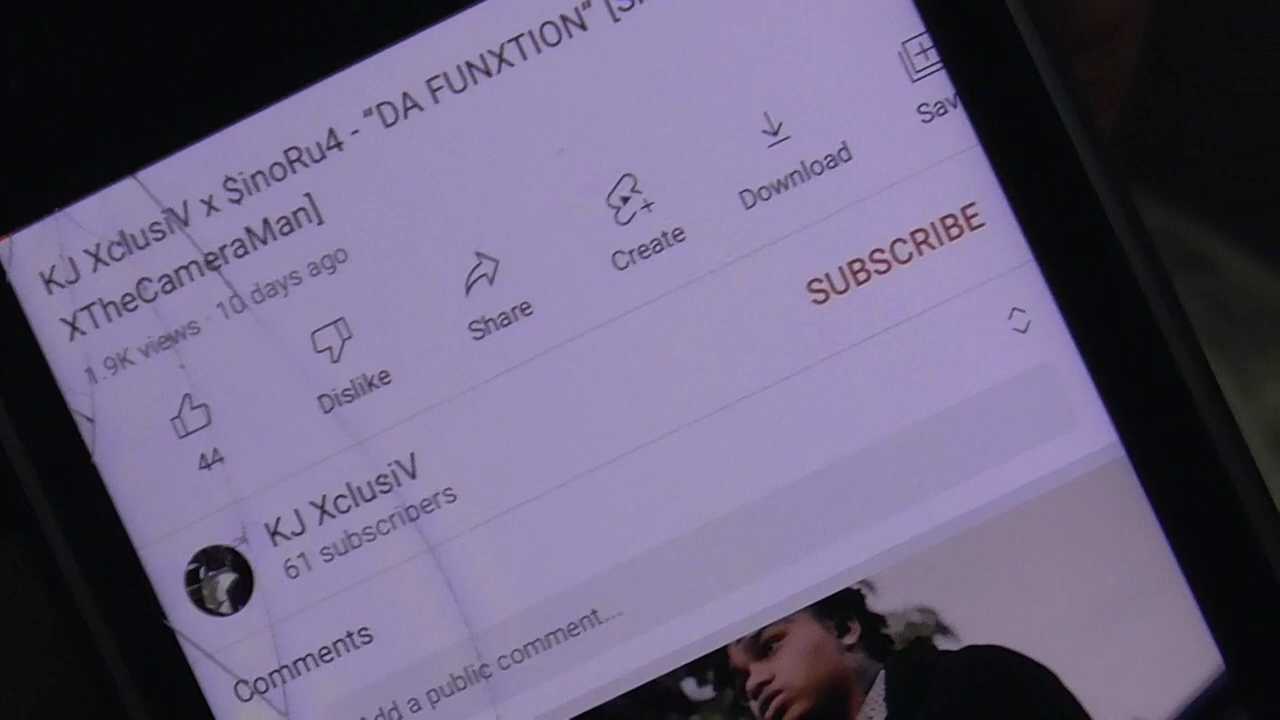 KJ XclusiV x $inoRu4 - “DA FUNXTION”
XTheCameraMan]
1.9K views · 10 days ago
44
Dislike
Share
Create
Download
Sav
KJ XclusiV
61 subscribers
SUBSCRIBE
Comments
Add a public comment...